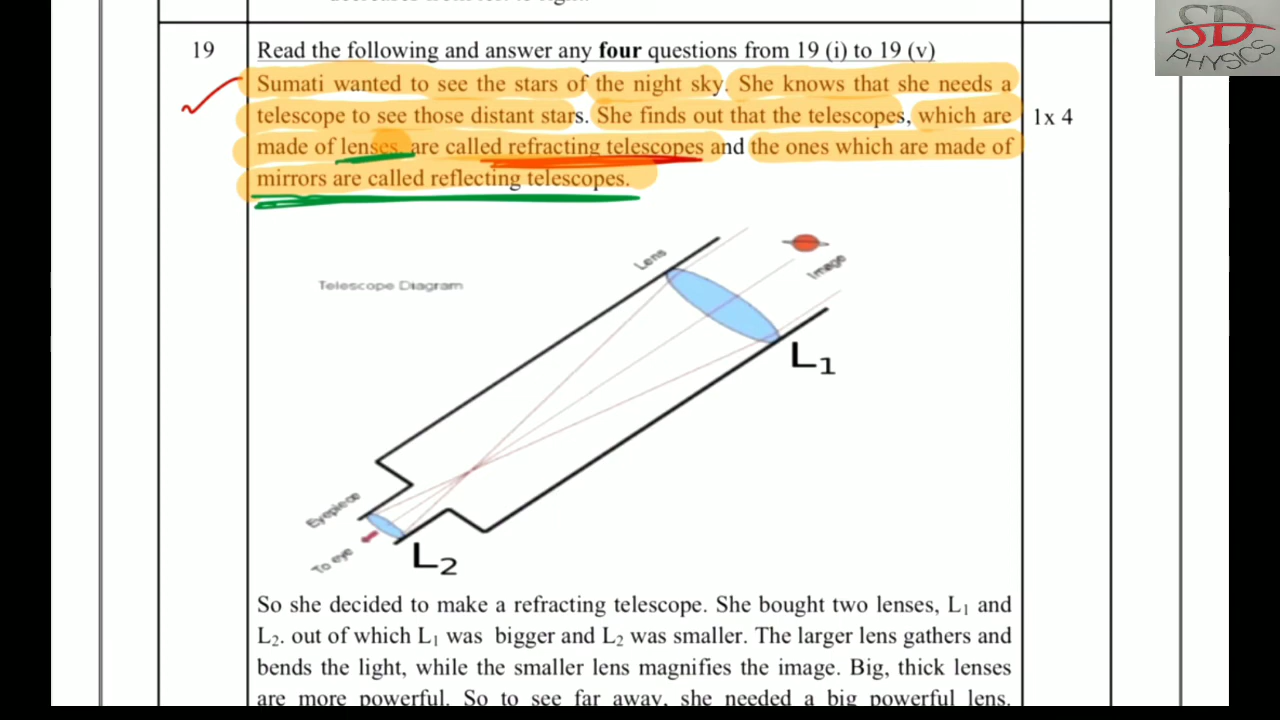 SD
PHYSICS
19
Read the following and answer any four questions from 19 (i) to 19 (v)
Sumati wanted to see the stars of the night sky. She knows that she needs a
telescope to see those distant stars. She finds out that the telescopes, which are
1x 4
made of lenses, are called refracting telescopes and the ones which are made of
mirrors are called reflecting telescopes.
Lens
Image
Telescope Diagram
L1
Eyepiece
To eye
L2
So she decided to make a refracting telescope. She bought two lenses, L1 and
L2. out of which L1 was bigger and L2 was smaller. The larger lens gathers and
bends the light, while the smaller lens magnifies the image. Big, thick lenses
are more powerful. So to see far away, she needed a big powerful lens.